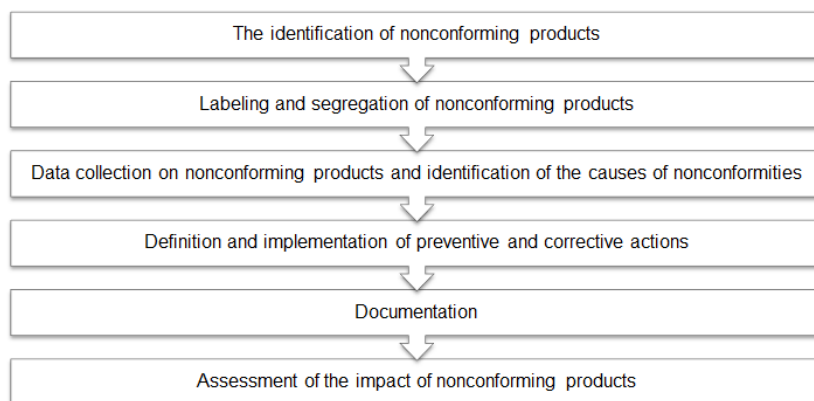 The identification of nonconforming products
Labeling and segregation of nonconforming products
Data collection on nonconforming products and identification of the causes of nonconformities
Definition and implementation of preventive and corrective actions
Documentation
Assessment of the impact of nonconforming products